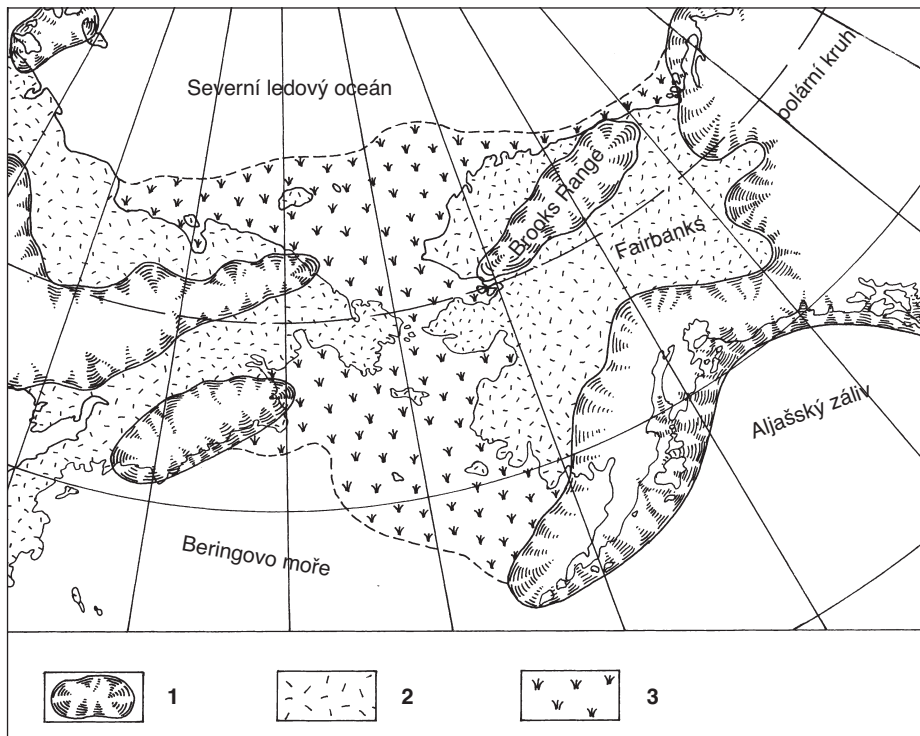 Severní ledový oceán
polární kruh
Brooks Range
Fairbanks
Aljašský záliv
Beringovo moře
1
2
3